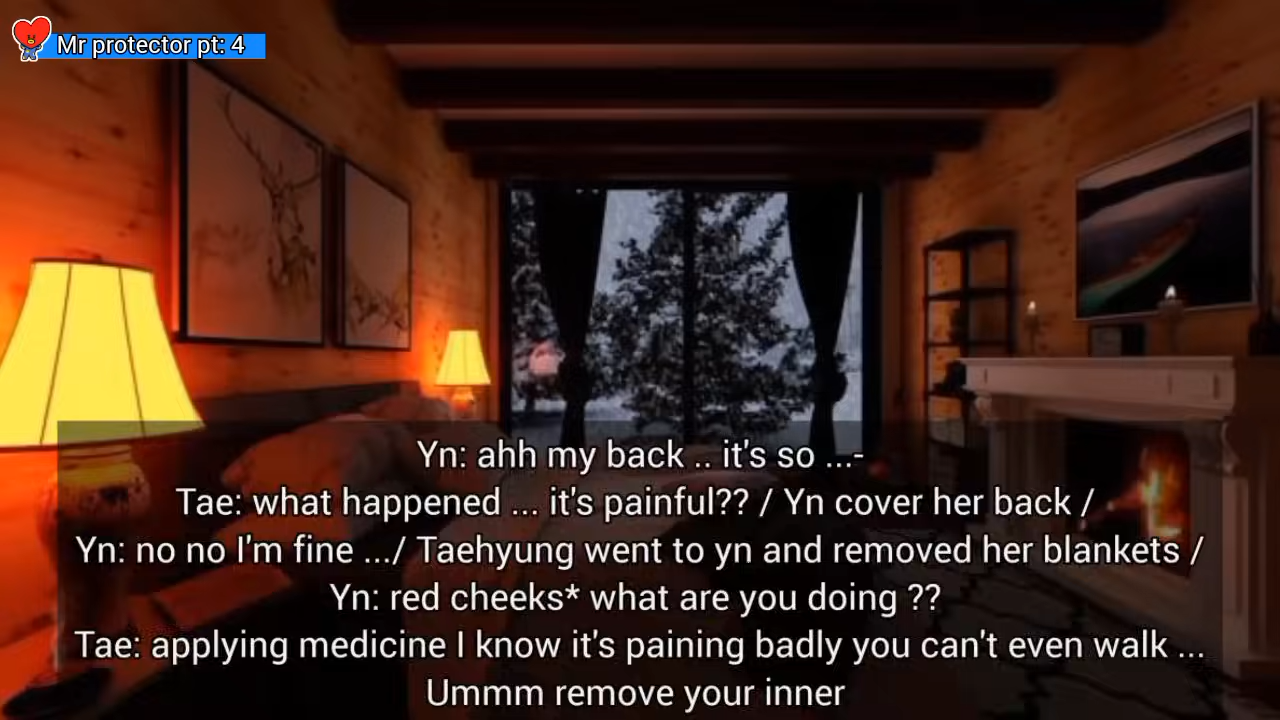 Mr protector pt: 4
Yn: ahh my back .. it's so ...-
Tae: what happened ... it's painful?? / Yn cover her back /
Yn: no no I'm fine .../ Taehyung went to yn and removed her blankets /
Yn: red cheeks* what are you doing ??
Tae: applying medicine I know it's paining badly you can't even walk ...
Ummm remove your inner